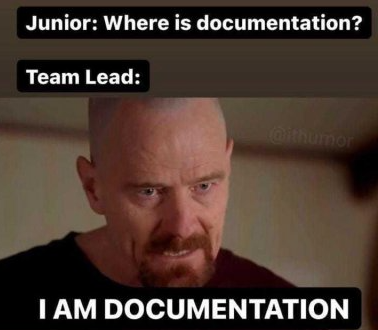 Junior: Where is documentation?
Team Lead:
@ithumor
I AM DOCUMENTATION